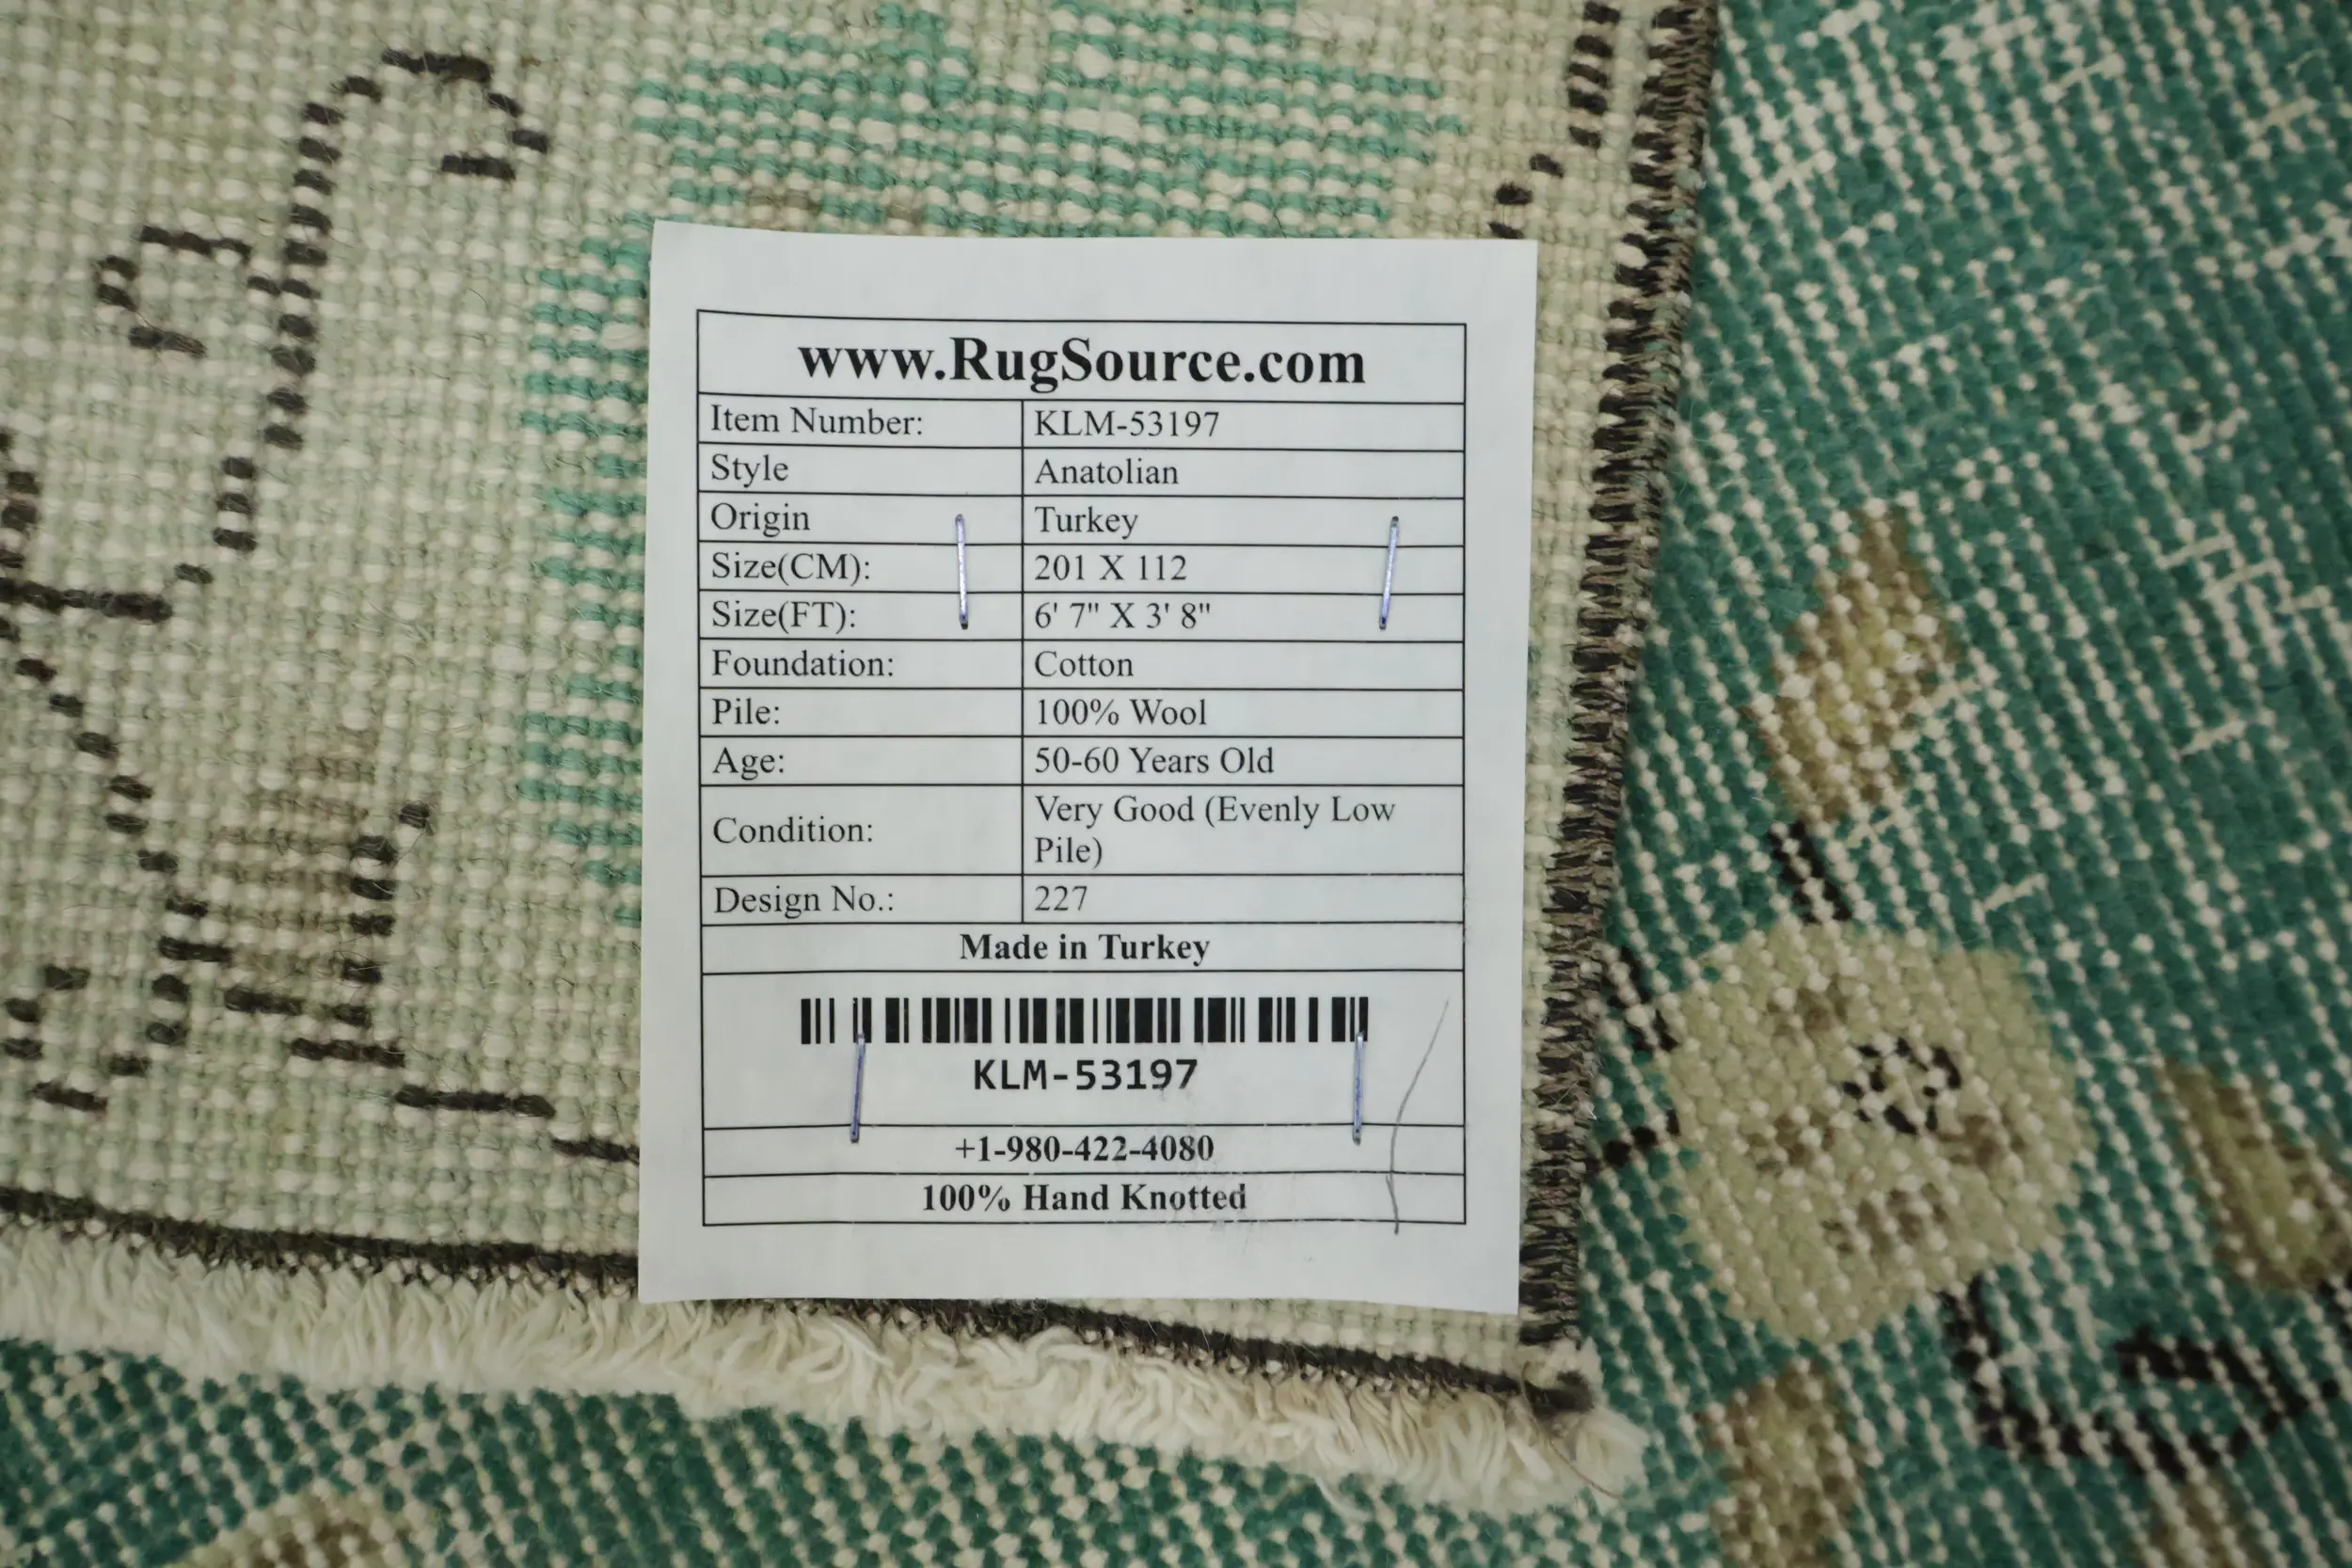 www.RugSource.com
Item Number: KLM-53197
Style Anatolian
Origin Turkey
Size(CM): 201 X 112
Size(FT): 6' 7" X 3' 8"
Foundation: Cotton
Pile: 100% Wool
Age: 50-60 Years Old
Condition: Very Good (Evenly Low
Pile)
Design No.: 227
Made in Turkey
KLM-53197
+1-980-422-4080
100% Hand Knotted